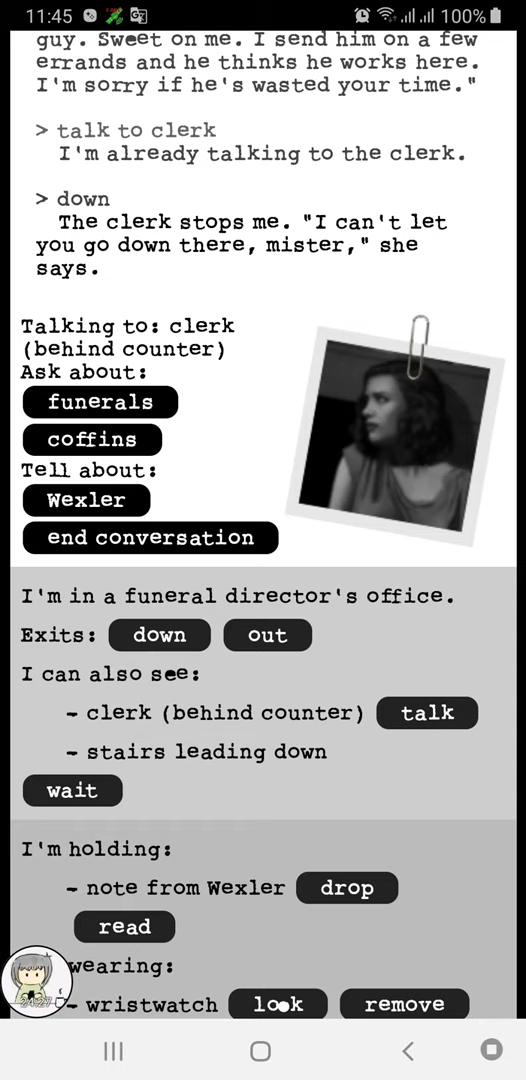 11:45
100%
guy. Sweet on me. I send him on a few
errands and he thinks he works here.
I'm sorry if he's wasted your time."
> talk to clerk
I'm already talking to the clerk.
> down
The clerk stops me. "I can't let
you go down there, mister," she
says.
Talking to: clerk
(behind counter)
Ask about:
funerals
coffins
Tell about:
Wexler
end conversation
I'm in a funeral director's office.
Exits: down out
I can also see:
- clerk (behind counter) talk
- stairs leading down
wait
I'm holding:
- note from Wexler drop
read
wearing:
- wristwatch look remove